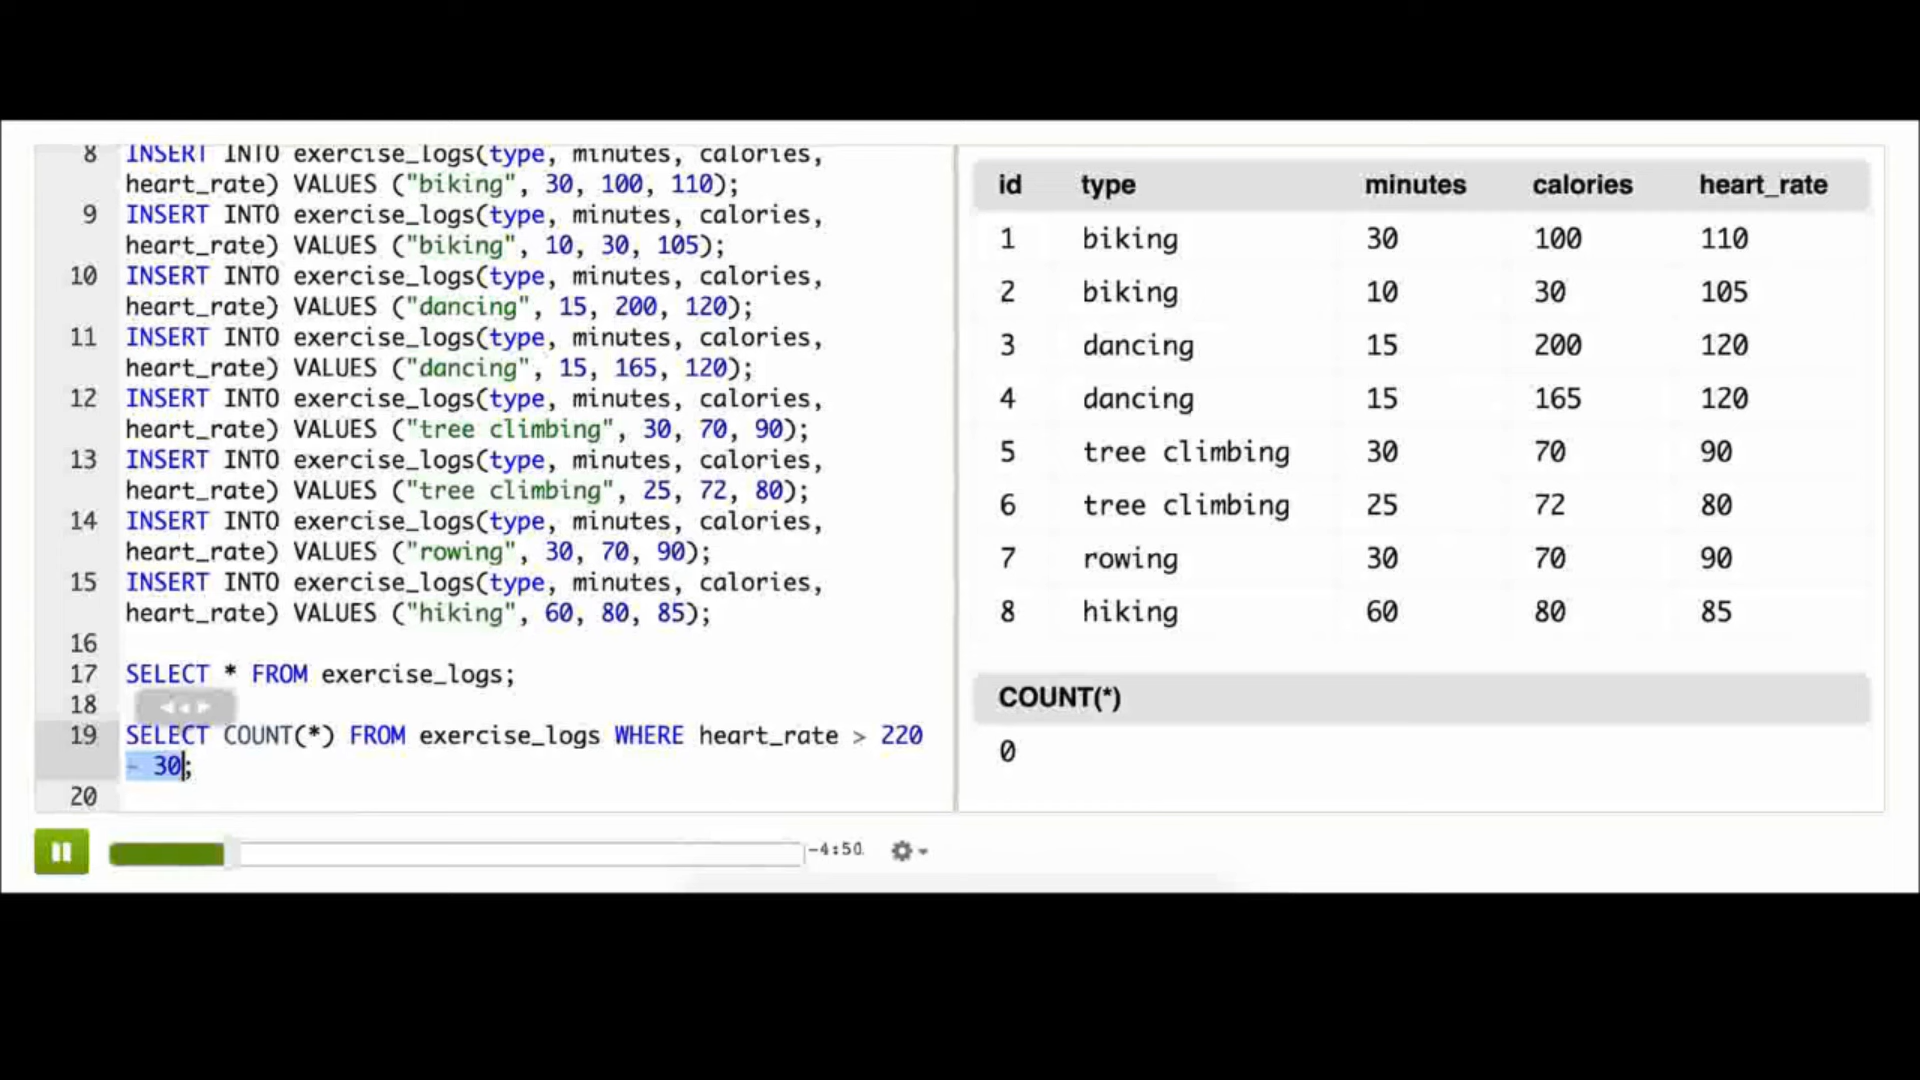 8 INSERT INTO exercise_logs(type, minutes, calories,
heart_rate) VALUES ("biking", 30, 100, 110);
9 INSERT INTO exercise_logs(type, minutes, calories,
heart_rate) VALUES ("biking", 10, 30, 105);
10 INSERT INTO exercise_logs(type, minutes, calories,
heart_rate) VALUES ("dancing", 15, 200, 120);
11 INSERT INTO exercise_logs(type, minutes, calories,
heart_rate) VALUES ("dancing", 15, 165, 120);
12 INSERT INTO exercise_logs(type, minutes, calories,
heart_rate) VALUES ("tree climbing", 30, 70, 90);
13 INSERT INTO exercise_logs(type, minutes, calories,
heart_rate) VALUES ("tree climbing", 25, 72, 80);
14 INSERT INTO exercise_logs(type, minutes, calories,
heart_rate) VALUES ("rowing", 30, 70, 90);
15 INSERT INTO exercise_logs(type, minutes, calories,
heart_rate) VALUES ("hiking", 60, 80, 85);
16
17 SELECT * FROM exercise_logs;
18
19 SELECT COUNT(*) FROM exercise_logs WHERE heart_rate > 220
- 30;
20
id type minutes calories heart_rate
1 biking 30 100 110
2 biking 10 30 105
3 dancing 15 200 120
4 dancing 15 165 120
5 tree climbing 30 70 90
6 tree climbing 25 72 80
7 rowing 30 70 90
8 hiking 60 80 85
COUNT(*)
0
-4:50